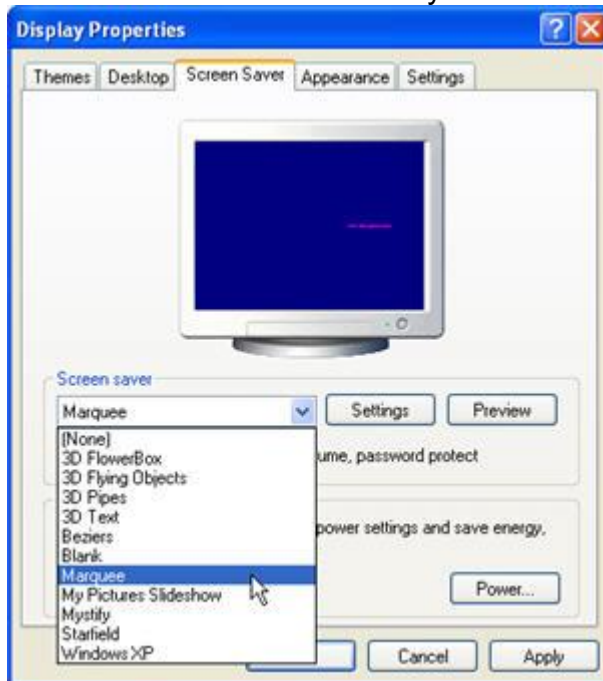 Display Properties
Themes Desktop Screen Saver Appearance Settings
Screen saver
Marquee Settings Preview
(None)
3D FlowerBox
3D Flying Objects
3D Pipes
3D Text
Beziers
Blank
Marquee
My Pictures Slideshow
Mystify
Starfield
Windows XP
password protect
power settings and save energy,
Power...
Cancel Apply